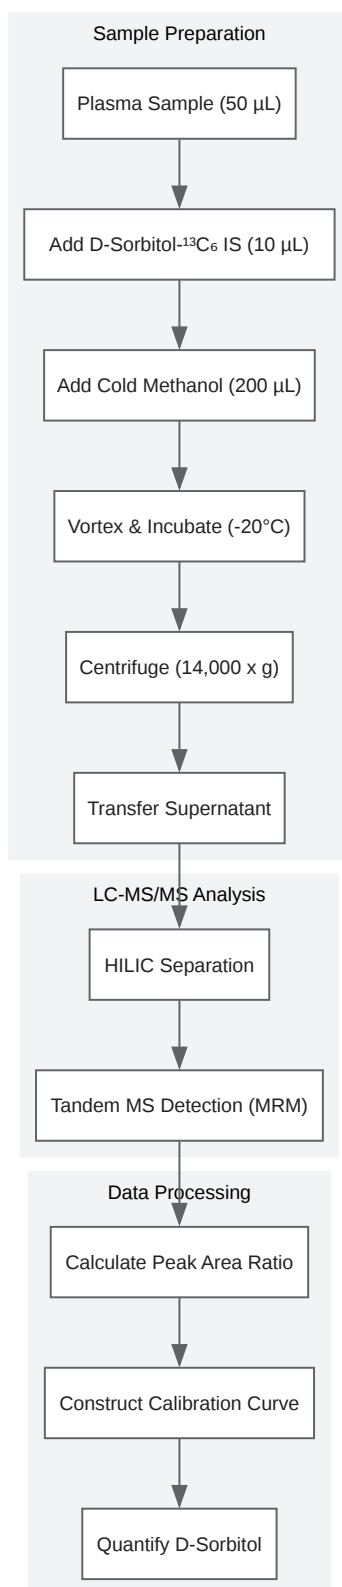 Sample Preparation
Plasma Sample (50 µL)
Add D-Sorbitol-¹³C₆ IS (10 µL)
Add Cold Methanol (200 µL)
Vortex & Incubate (-20°C)
Centrifuge (14,000 x g)
Transfer Supernatant
LC-MS/MS Analysis
HILIC Separation
Tandem MS Detection (MRM)
Data Processing
Calculate Peak Area Ratio
Construct Calibration Curve
Quantify D-Sorbitol